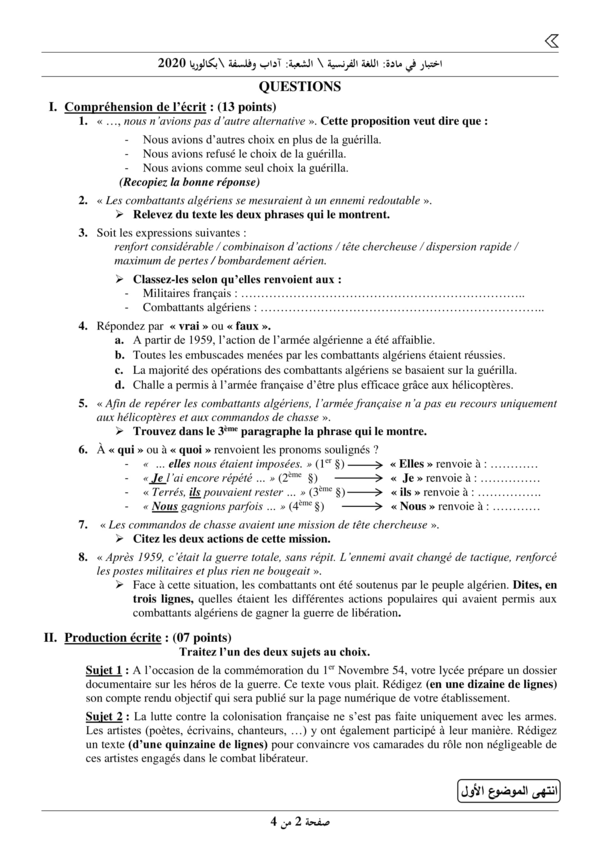 اختبار في مادة: اللغة الفرنسية \ الشعبة: آداب وفلسفة \بكالوريا 2020
QUESTIONS
I. Compréhension de l'écrit : (13 points)
1. « …, nous n'avions pas d'autre alternative ». Cette proposition veut dire que :
- Nous avions d'autres choix en plus de la guérilla.
- Nous avions refusé le choix de la guérilla.
- Nous avions comme seul choix la guérilla.
(Recopiez la bonne réponse)
2. « Les combattants algériens se mesuraient à un ennemi redoutable ».
➢ Relevez du texte les deux phrases qui le montrent.
3. Soit les expressions suivantes :
renfort considérable / combinaison d'actions / tête chercheuse / dispersion rapide /
maximum de pertes / bombardement aérien.
➢ Classez-les selon qu'elles renvoient aux :
- Militaires français : ……………………………………………………………..
- Combattants algériens : …………………………………………………………..
4. Répondez par « vrai » ou « faux ».
a. A partir de 1959, l'action de l'armée algérienne a été affaiblie.
b. Toutes les embuscades menées par les combattants algériens étaient réussies.
c. La majorité des opérations des combattants algériens se basaient sur la guérilla.
d. Challe a permis à l'armée française d'être plus efficace grâce aux hélicoptères.
5. « Afin de repérer les combattants algériens, l'armée française n'a pas eu recours uniquement
aux hélicoptères et aux commandos de chasse ».
➢ Trouvez dans le 3ème paragraphe la phrase qui le montre.
6. À « qui » ou à « quoi » renvoient les pronoms soulignés ?
- « … elles nous étaient imposées. » (1er §) ⟶ « Elles » renvoie à : …………
- « Je l'ai encore répété … » (2ème §) ⟶ « Je » renvoie à : ……………
- « Terrés, ils pouvaient rester … » (3ème §) ⟶ « ils » renvoie à : …………….
- « Nous gagnions parfois … » (4ème §) ⟶ « Nous » renvoie à : …………
7. « Les commandos de chasse avaient une mission de tête chercheuse ».
➢ Citez les deux actions de cette mission.
8. « Après 1959, c'était la guerre totale, sans répit. L'ennemi avait changé de tactique, renforcé
les postes militaires et plus rien ne bougeait ».
➢ Face à cette situation, les combattants ont été soutenus par le peuple algérien. Dites, en
trois lignes, quelles étaient les différentes actions populaires qui avaient permis aux
combattants algériens de gagner la guerre de libération.
II. Production écrite : (07 points)
Traitez l'un des deux sujets au choix.
Sujet 1 : A l'occasion de la commémoration du 1er Novembre 54, votre lycée prépare un dossier
documentaire sur les héros de la guerre. Ce texte vous plait. Rédigez (en une dizaine de lignes)
son compte rendu objectif qui sera publié sur la page numérique de votre établissement.
Sujet 2 : La lutte contre la colonisation française ne s'est pas faite uniquement avec les armes.
Les artistes (poètes, écrivains, chanteurs, …) y ont également participé à leur manière. Rédigez
un texte (d'une quinzaine de lignes) pour convaincre vos camarades du rôle non négligeable de
ces artistes engagés dans le combat libérateur.
انتهى الموضوع الأول
صفحة 2 من 4